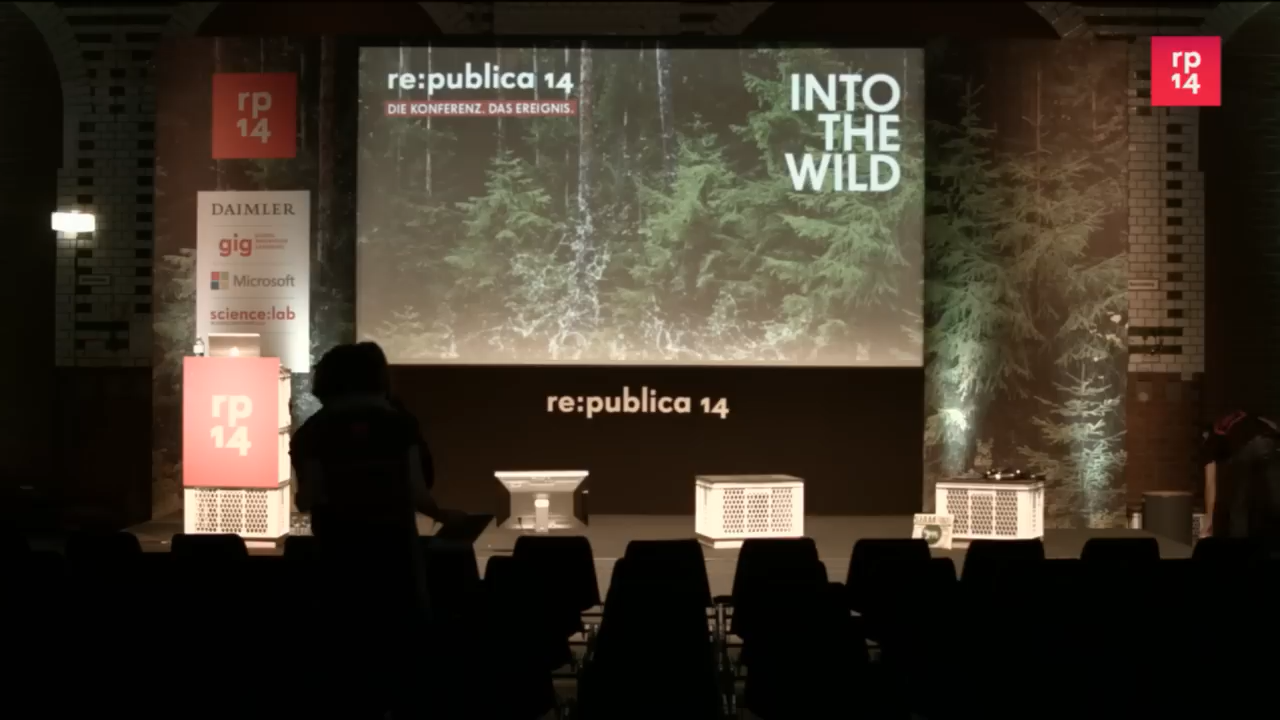 re:publica 14
DIE KONFERENZ. DAS EREIGNIS.
INTO
THE
WILD
rp
14
rp
14
DAIMLER
gig
Microsoft
science:lab
rp
14
re:publica 14